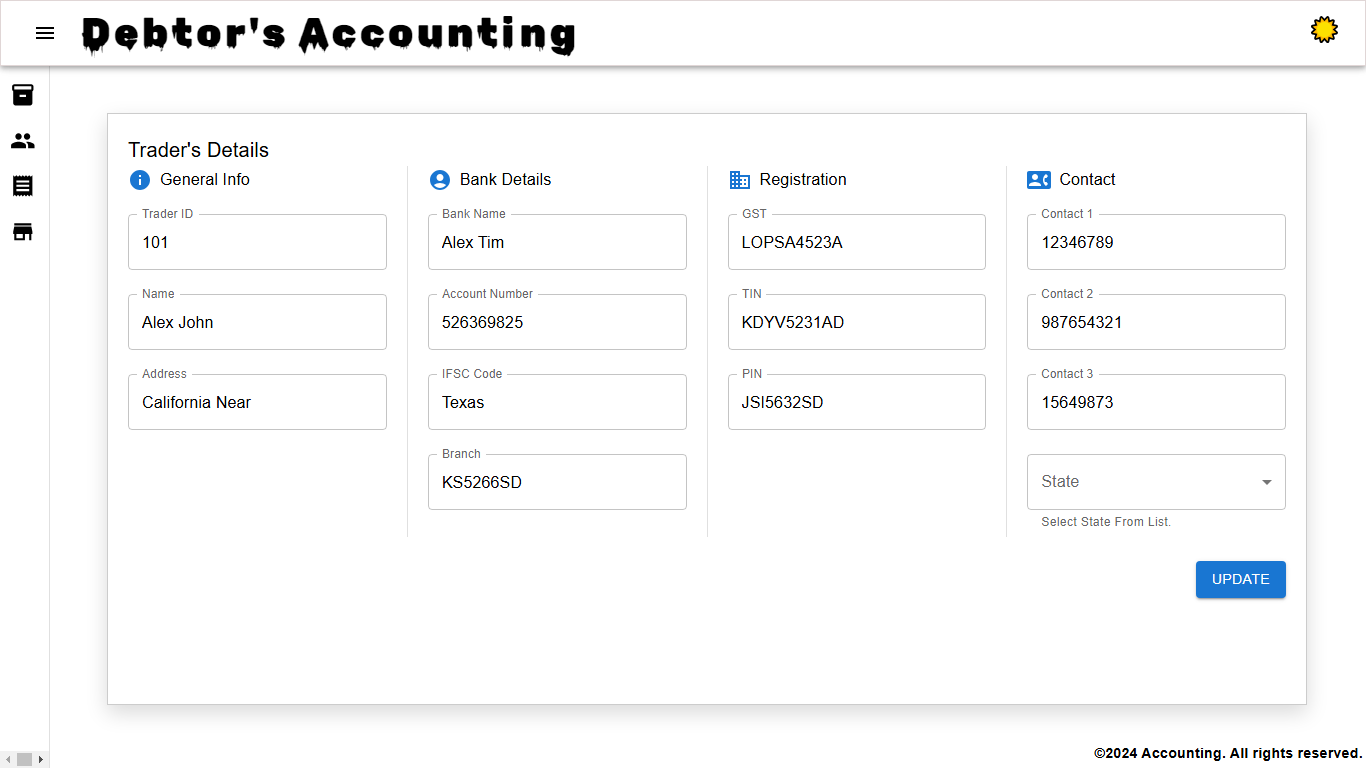 Debtor's Accounting
Trader's Details
General Info
Trader ID
101
Name
Alex John
Address
California Near
Bank Details
Bank Name
Alex Tim
Account Number
526369825
IFSC Code
Texas
Branch
KS5266SD
Registration
GST
LOPSA4523A
TIN
KDYV5231AD
PIN
JSI5632SD
Contact
Contact 1
12346789
Contact 2
987654321
Contact 3
15649873
State
Select State From List.
UPDATE
©2024 Accounting. All rights reserved.